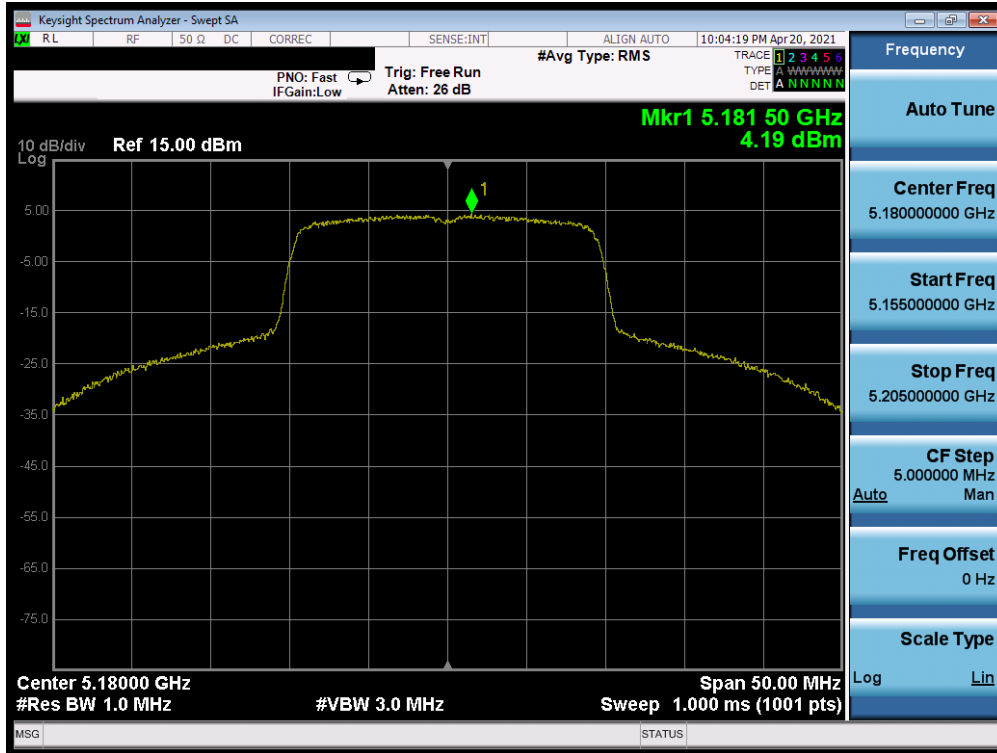 Keysight Spectrum Analyzer - Swept SA
LXI RL RF 50 Ω DC CORREC SENSE:INT ALIGN AUTO 10:04:19 PM Apr 20, 2021
Frequency
#Avg Type: RMS
TRACE 1 2 3 4 5 6
PNO: Fast
Trig: Free Run
TYPE A WWWWW
IFGain:Low
Atten: 26 dB
DET A N N N N N
Auto Tune
Mkr1 5.181 50 GHz
4.19 dBm
10 dB/div
Ref 15.00 dBm
Log
1
5.00
-5.00
-15.0
-25.0
-35.0
-45.0
-55.0
-65.0
-75.0
Center Freq
5.180000000 GHz
Start Freq
5.155000000 GHz
Stop Freq
5.205000000 GHz
CF Step
5.000000 MHz
Auto Man
Freq Offset
0 Hz
Scale Type
Log Lin
Center 5.18000 GHz
Span 50.00 MHz
#Res BW 1.0 MHz
#VBW 3.0 MHz
Sweep 1.000 ms (1001 pts)
MSG
STATUS